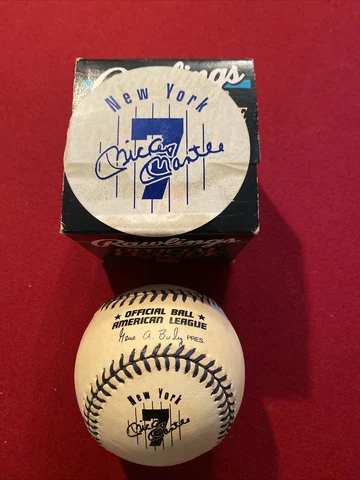 Rawlings
New York
7
Mickey Mantle
Rawlings
★ OFFICIAL BALL ★
AMERICAN LEAGUE
Gene A. Budig PRES.
New York
7
Mickey Mantle